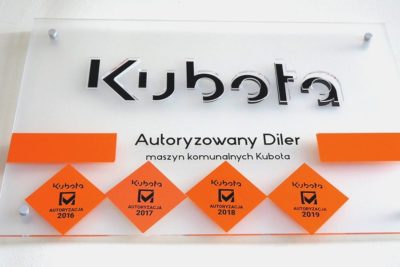 Kubota
Autoryzowany Diler
maszyn komunalnych Kubota
Kubota
AUTORYZACJA
2016
Kubota
AUTORYZACJA
2017
Kubota
AUTORYZACJA
2018
Kubota
AUTORYZACJA
2019